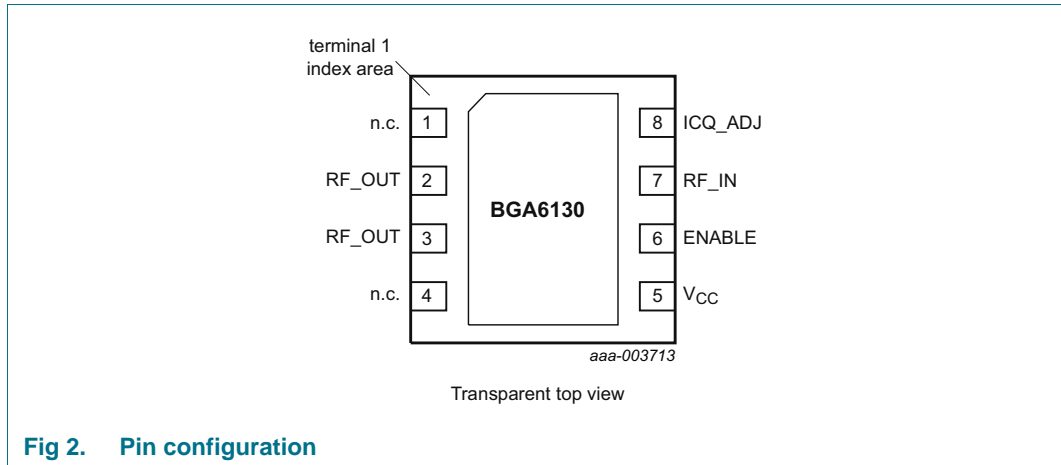 terminal 1
index area
n.c. 1
8 ICQ_ADJ
RF_OUT 2
7 RF_IN
BGA6130
RF_OUT 3
6 ENABLE
n.c. 4
5 VCC
aaa-003713
Transparent top view
Fig 2. Pin configuration